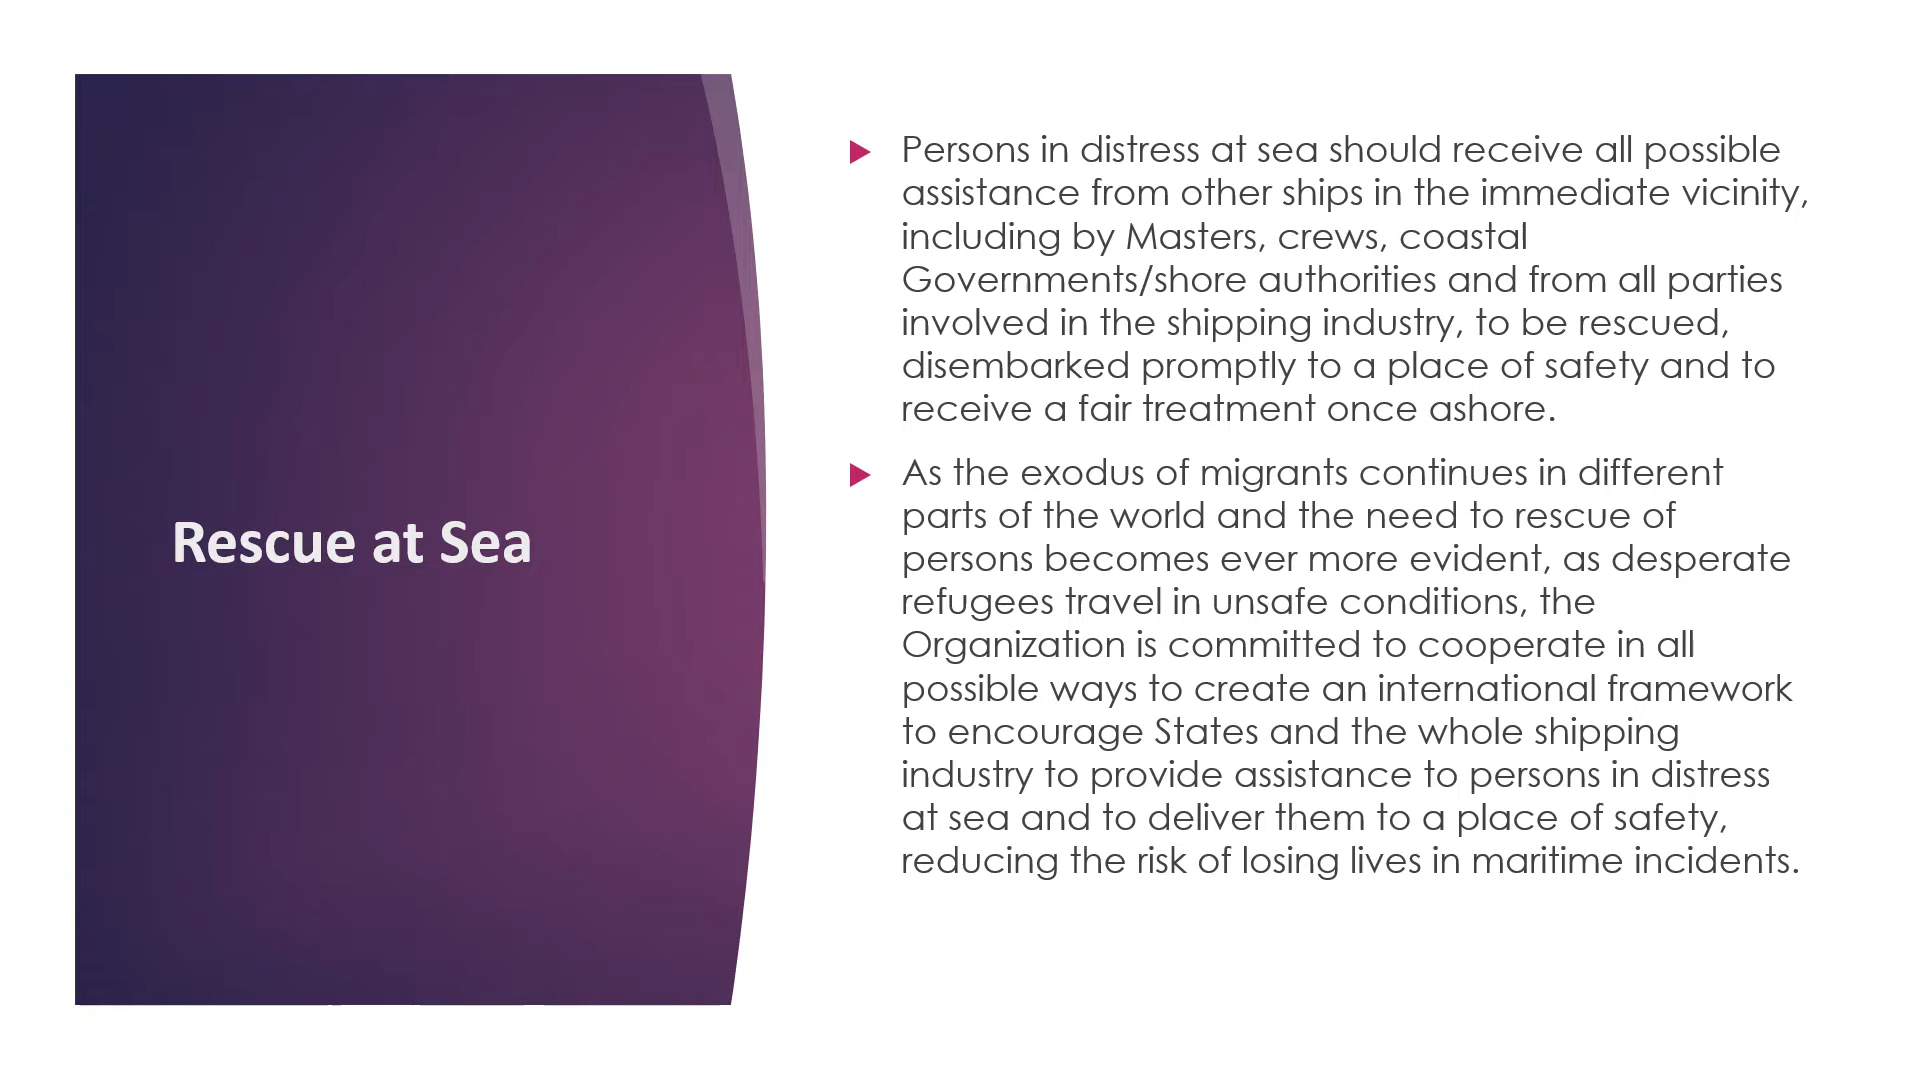 Rescue at Sea
Persons in distress at sea should receive all possible
assistance from other ships in the immediate vicinity,
including by Masters, crews, coastal
Governments/shore authorities and from all parties
involved in the shipping industry, to be rescued,
disembarked promptly to a place of safety and to
receive a fair treatment once ashore.
As the exodus of migrants continues in different
parts of the world and the need to rescue of
persons becomes ever more evident, as desperate
refugees travel in unsafe conditions, the
Organization is committed to cooperate in all
possible ways to create an international framework
to encourage States and the whole shipping
industry to provide assistance to persons in distress
at sea and to deliver them to a place of safety,
reducing the risk of losing lives in maritime incidents.